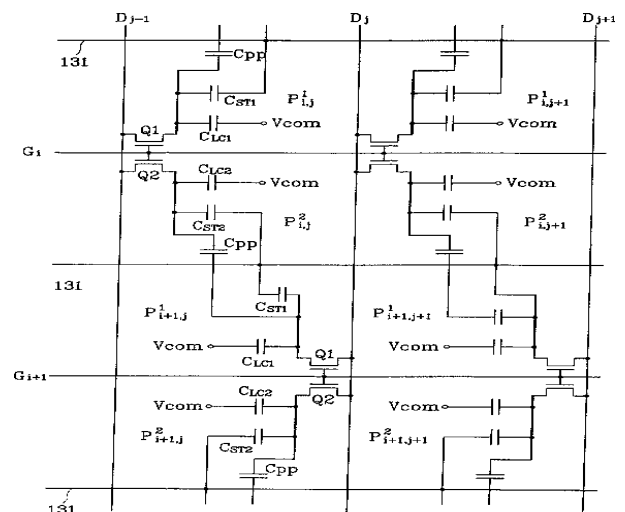 Dj-1 Dj Dj+1
131
Cpp
CST1 P¹i,j P¹i,j+1
CLC1 Vcom Vcom
Q1
Gi
Q2 CLC2 Vcom Vcom
CST2 P²i,j P²i,j+1
Cpp
131
CST1
P¹i+1,j P¹i+1,j+1
Vcom CLC1 Vcom
Q1
Gi+1
Q2
Vcom CLC2 Vcom
P²i+1,j CST2 P²i+1,j+1
Cpp
131